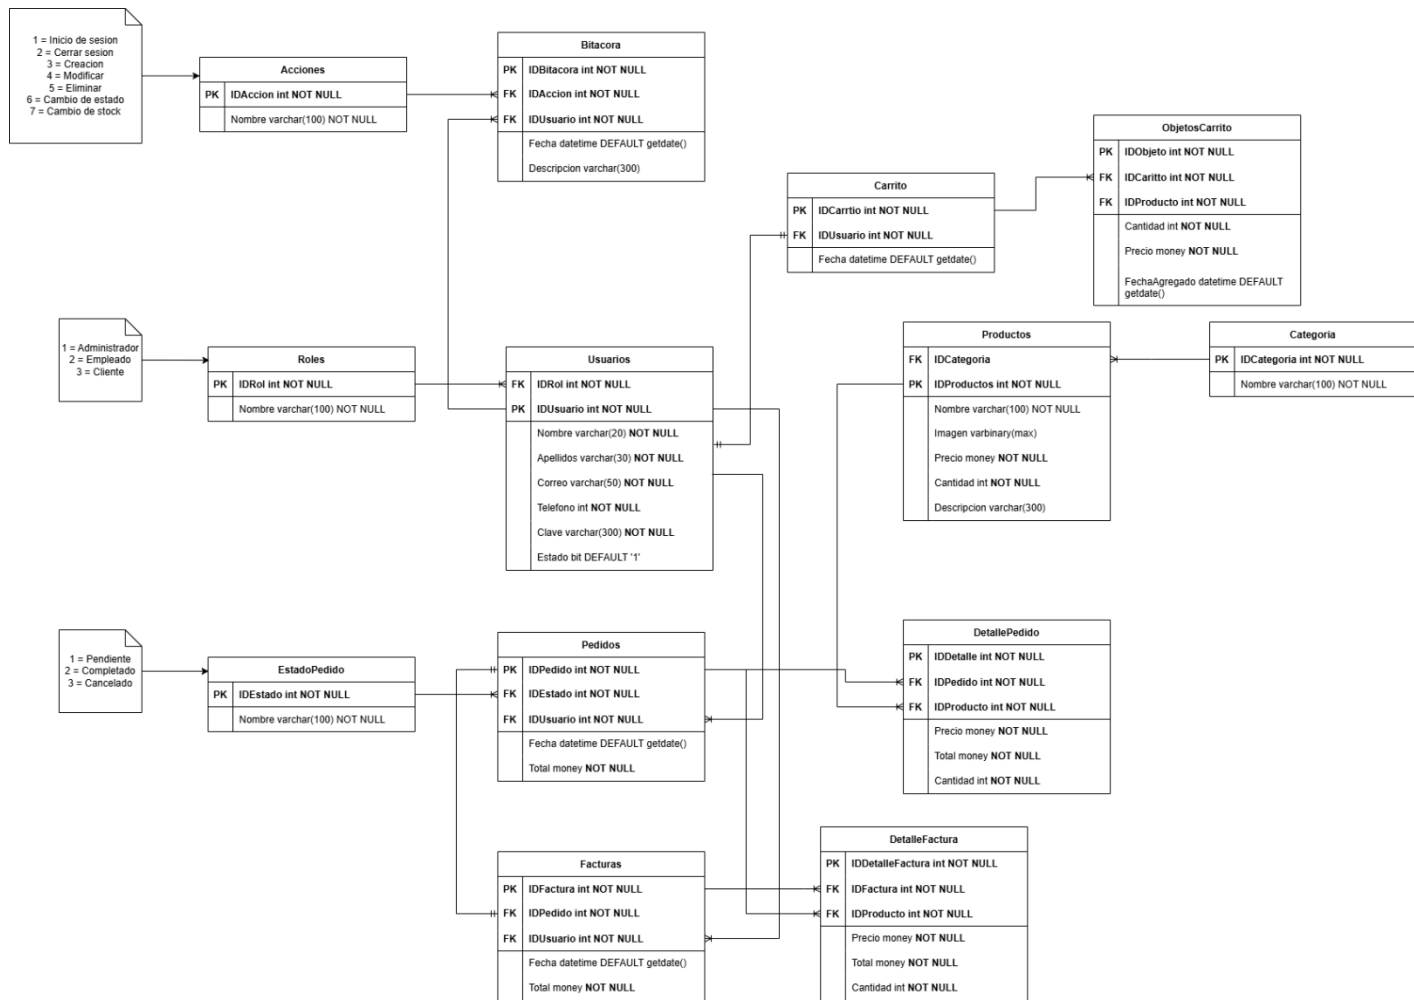 1 = Inicio de sesion
2 = Cerrar sesion
3 = Creacion
4 = Modificar
5 = Eliminar
6 = Cambio de estado
7 = Cambio de stock
Acciones
PK IDAccion int NOT NULL
Nombre varchar(100) NOT NULL
Bitacora
PK IDBitacora int NOT NULL
FK IDAccion int NOT NULL
FK IDUsuario int NOT NULL
Fecha datetime DEFAULT getdate()
Descripcion varchar(300)
Carrito
PK IDCarrtio int NOT NULL
FK IDUsuario int NOT NULL
Fecha datetime DEFAULT getdate()
ObjetosCarrito
PK IDObjeto int NOT NULL
FK IDCaritto int NOT NULL
FK IDProducto int NOT NULL
Cantidad int NOT NULL
Precio money NOT NULL
FechaAgregado datetime DEFAULT
getdate()
1 = Administrador
2 = Empleado
3 = Cliente
Roles
PK IDRol int NOT NULL
Nombre varchar(100) NOT NULL
Usuarios
FK IDRol int NOT NULL
PK IDUsuario int NOT NULL
Nombre varchar(20) NOT NULL
Apellidos varchar(30) NOT NULL
Correo varchar(50) NOT NULL
Telefono int NOT NULL
Clave varchar(300) NOT NULL
Estado bit DEFAULT '1'
Productos
FK IDCategoria
PK IDProductos int NOT NULL
Nombre varchar(100) NOT NULL
Imagen varbinary(max)
Precio money NOT NULL
Cantidad int NOT NULL
Descripcion varchar(300)
Categoria
PK IDCategoria int NOT NULL
Nombre varchar(100) NOT NULL
1 = Pendiente
2 = Completado
3 = Cancelado
EstadoPedido
PK IDEstado int NOT NULL
Nombre varchar(100) NOT NULL
Pedidos
PK IDPedido int NOT NULL
FK IDEstado int NOT NULL
FK IDUsuario int NOT NULL
Fecha datetime DEFAULT getdate()
Total money NOT NULL
DetallePedido
PK IDDetalle int NOT NULL
FK IDPedido int NOT NULL
FK IDProducto int NOT NULL
Precio money NOT NULL
Total money NOT NULL
Cantidad int NOT NULL
Facturas
PK IDFactura int NOT NULL
FK IDPedido int NOT NULL
FK IDUsuario int NOT NULL
Fecha datetime DEFAULT getdate()
Total money NOT NULL
DetalleFactura
PK IDDetalleFactura int NOT NULL
FK IDFactura int NOT NULL
FK IDProducto int NOT NULL
Precio money NOT NULL
Total money NOT NULL
Cantidad int NOT NULL